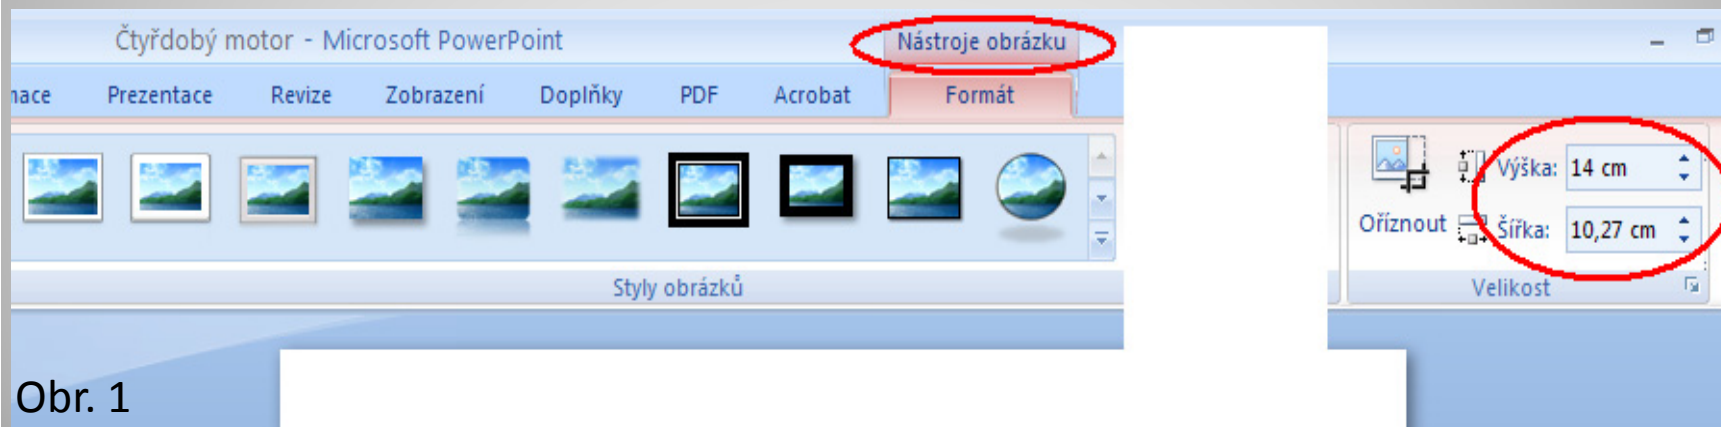 Čtyřdobý motor - Microsoft PowerPoint
Nástroje obrázku
mace
Prezentace
Revize
Zobrazení
Doplňky
PDF
Acrobat
Formát
Výška: 14 cm
Oříznout
Šířka: 10,27 cm
Styly obrázků
Velikost
Obr. 1